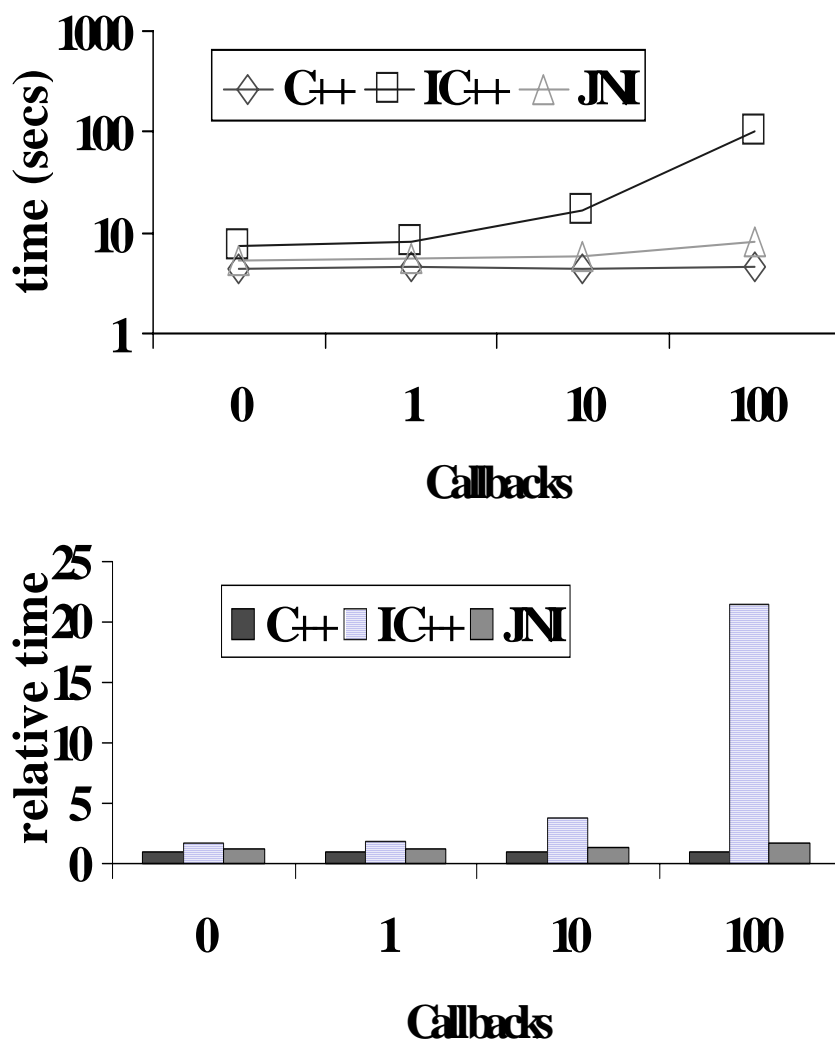 1000
C++ IC++ JNI
100
10
1
time (secs)
0 1 10 100
Callbacks
25
C++ IC++ JNI
20
15
10
5
0
relative time
0 1 10 100
Callbacks